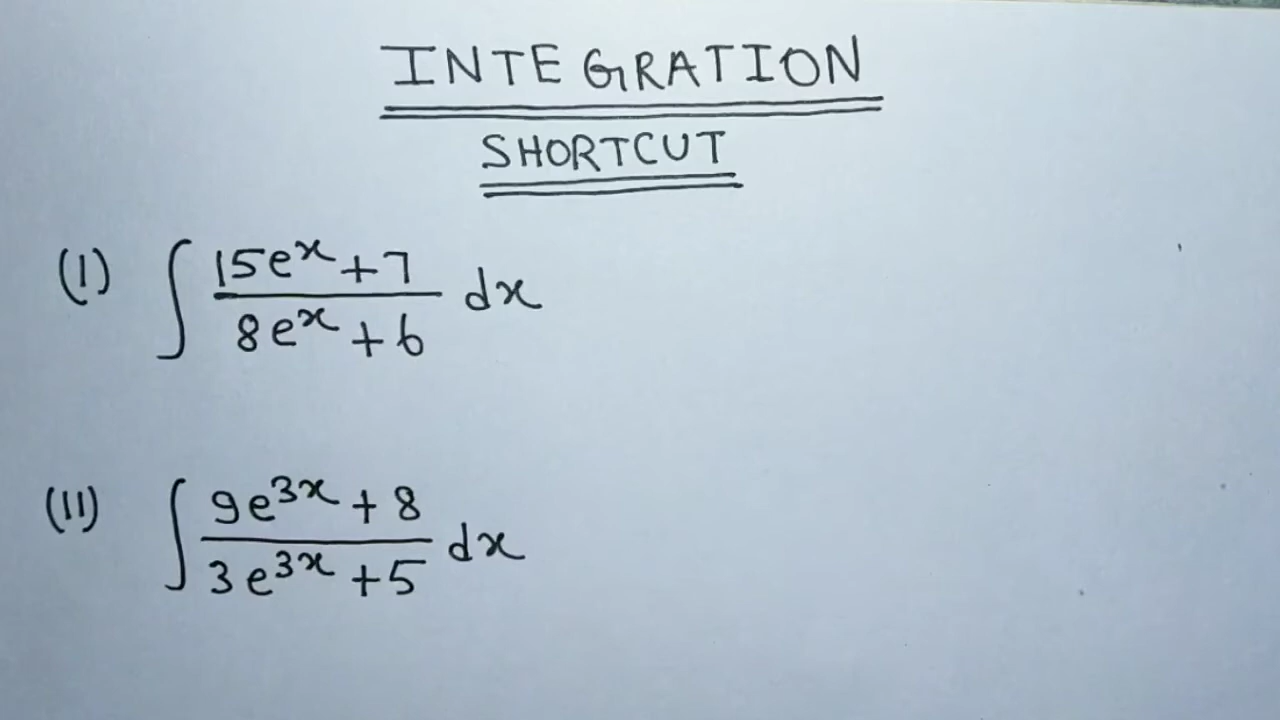 INTEGRATION
SHORTCUT
(I) ∫ (15e^x + 7)/(8e^x + 6) dx
(II) ∫ (9e^{3x} + 8)/(3e^{3x} + 5) dx